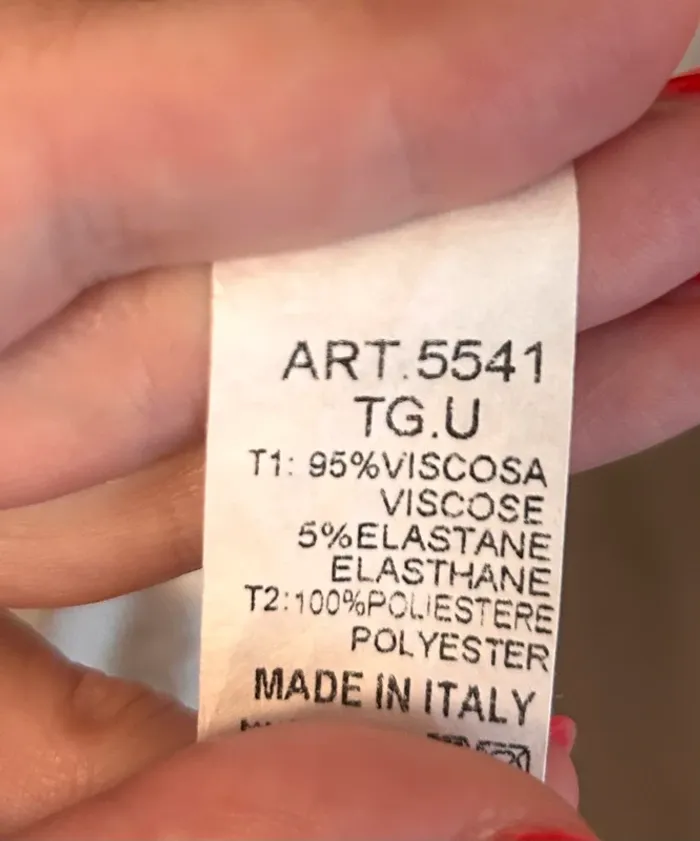 ART.5541
TG.U
T1: 95%VISCOSA
VISCOSE
5%ELASTANE
ELASTHANE
T2:100%POLIESTERE
POLYESTER
MADE IN ITALY